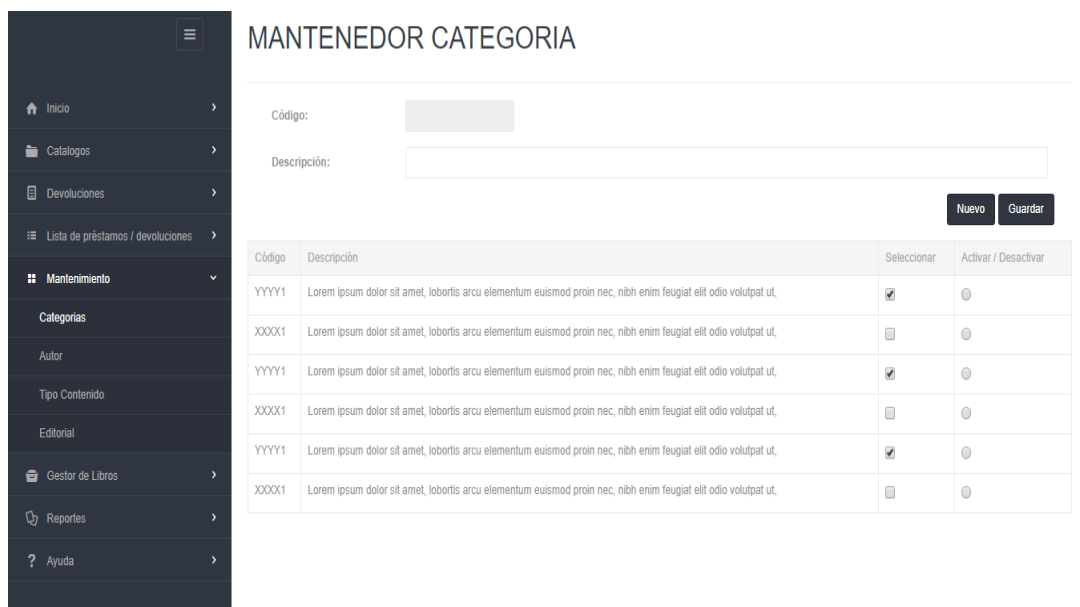 MANTENEDOR CATEGORIA
Inicio
Catalogos
Devoluciones
Lista de préstamos / devoluciones
Mantenimiento
Categorias
Autor
Tipo Contenido
Editorial
Gestor de Libros
Reportes
? Ayuda
Código:
Descripción:
Nuevo Guardar
Código Descripción Seleccionar Activar / Desactivar
YYYY1 Lorem ipsum dolor sit amet, lobortis arcu elementum euismod proin nec, nibh enim feugiat elit odio volutpat ut,
XXXX1 Lorem ipsum dolor sit amet, lobortis arcu elementum euismod proin nec, nibh enim feugiat elit odio volutpat ut,
YYYY1 Lorem ipsum dolor sit amet, lobortis arcu elementum euismod proin nec, nibh enim feugiat elit odio volutpat ut,
XXXX1 Lorem ipsum dolor sit amet, lobortis arcu elementum euismod proin nec, nibh enim feugiat elit odio volutpat ut,
YYYY1 Lorem ipsum dolor sit amet, lobortis arcu elementum euismod proin nec, nibh enim feugiat elit odio volutpat ut,
XXXX1 Lorem ipsum dolor sit amet, lobortis arcu elementum euismod proin nec, nibh enim feugiat elit odio volutpat ut,